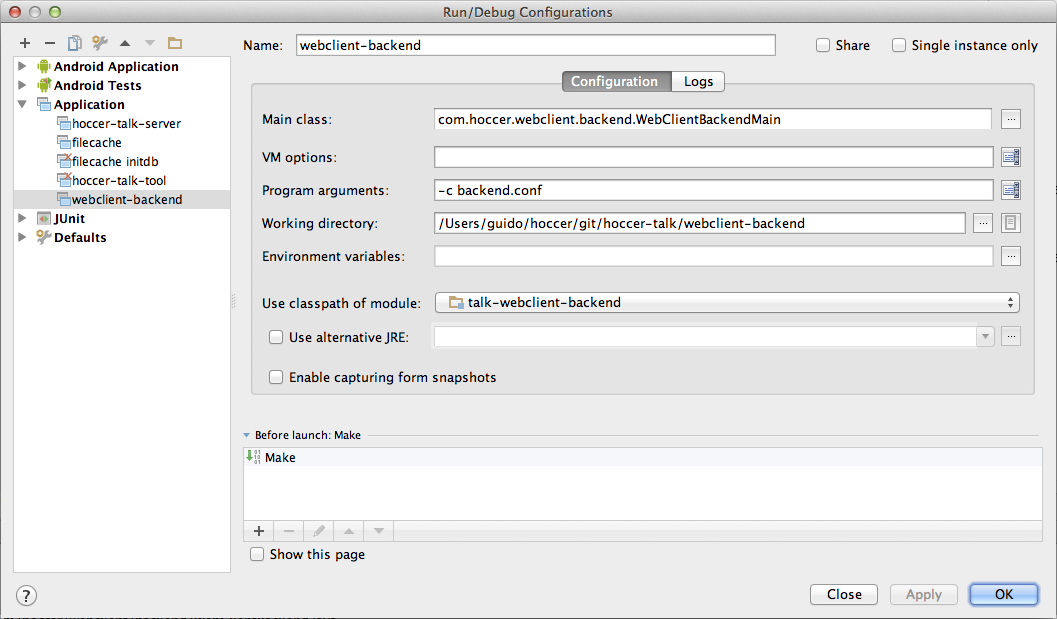 Run/Debug Configurations
Name: webclient-backend Share Single instance only
Android Application
Android Tests
Application
hoccer-talk-server
filecache
filecache initdb
hoccer-talk-tool
webclient-backend
JUnit
Defaults
Configuration Logs
Main class: com.hoccer.webclient.backend.WebClientBackendMain ...
VM options:
Program arguments: -c backend.conf
Working directory: /Users/guido/hoccer/git/hoccer-talk/webclient-backend ...
Environment variables: ...
Use classpath of module: talk-webclient-backend
Use alternative JRE: ...
Enable capturing form snapshots
Before launch: Make
Make
Show this page
? Close Apply OK